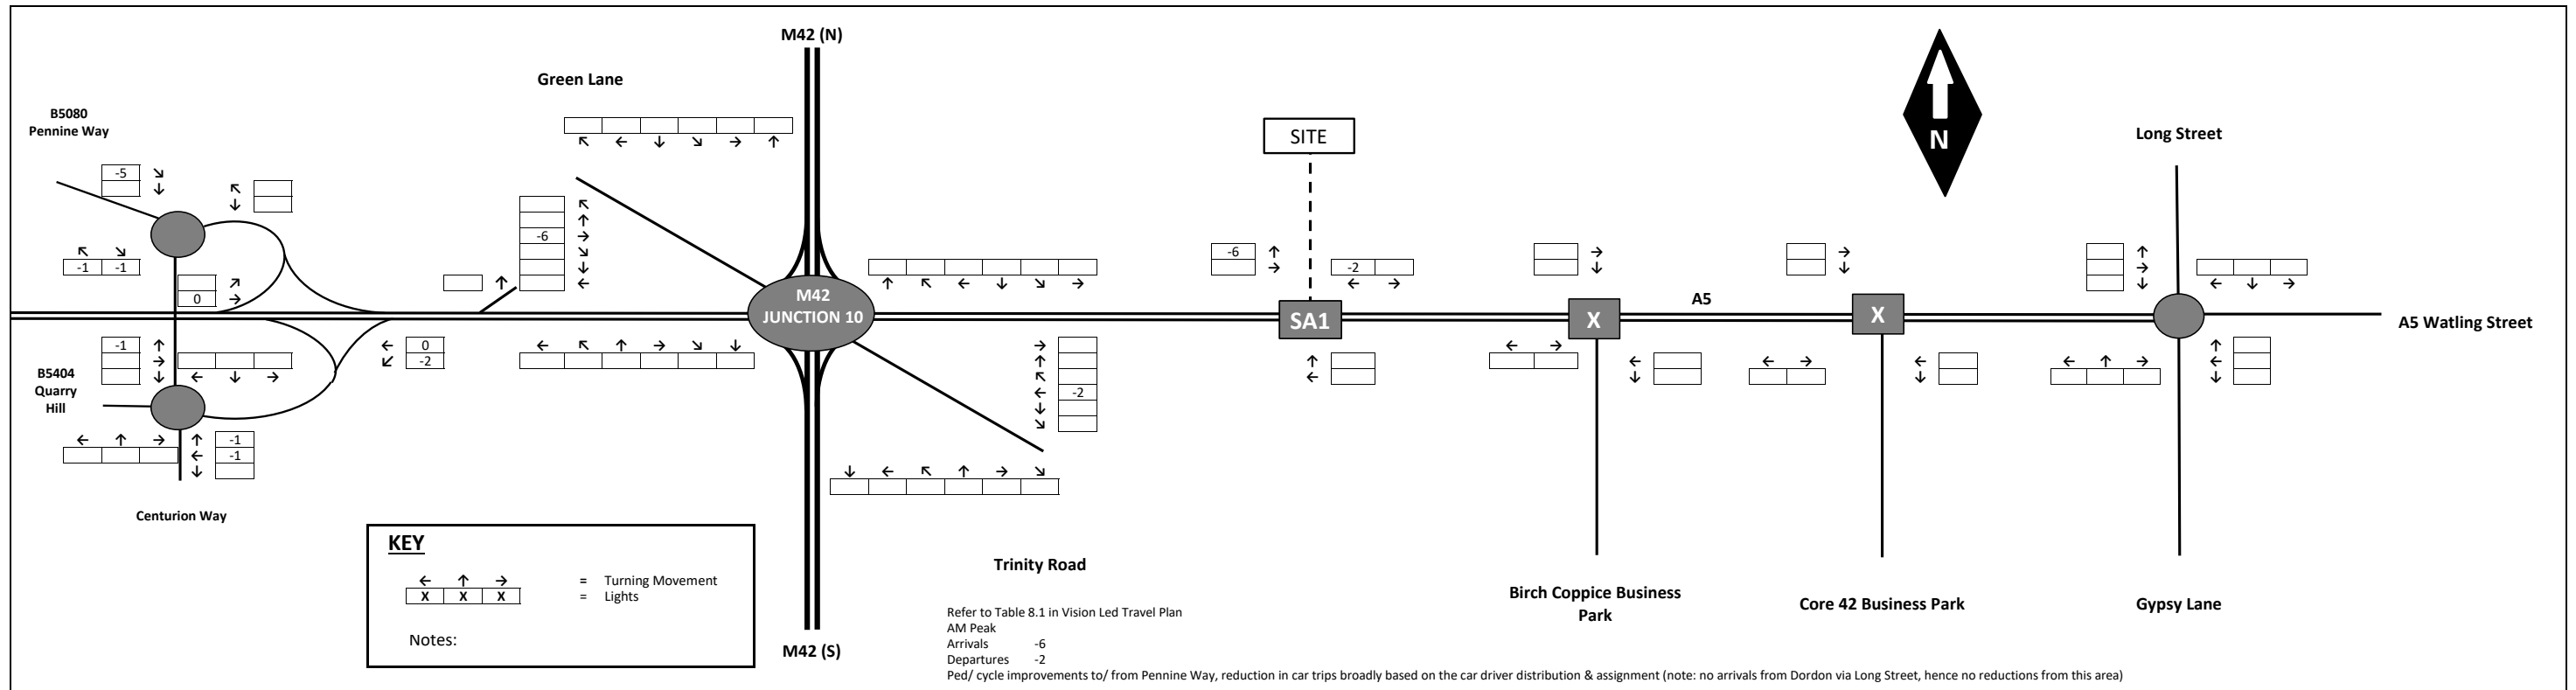 M42 (N)
Green Lane
B5080
Pennine Way
SITE
N
Long Street
↖ ← ↓ ↘ → ↑
-5 ↘
↓
↖
↓
↖
↑
-6 →
↘
↓
←
↖ ↘
-1 -1
↗
0 →
↑
↑ ↖ ← ↓ ↘ →
-6 ↑
→
-2
← →
→
↓
→
↓
↑
→
↓
← ↓ →
M42
JUNCTION 10
SA1
X
A5
X
A5 Watling Street
-1 ↑
→
↓
← ↓ →
← 0
↙ -2
← ↖ ↑ → ↘ ↓
→
↑
↖
← -2
↓
↘
↑
←
← →
←
↓
← →
←
↓
← ↑ →
↑
←
↓
B5404
Quarry
Hill
← ↑ →
↑ -1
← -1
↓
↓ ← ↖ ↑ → ↘
Centurion Way
KEY
← ↑ → = Turning Movement
X X X = Lights
Notes:
M42 (S)
Trinity Road
Birch Coppice Business
Park
Core 42 Business Park
Gypsy Lane
Refer to Table 8.1 in Vision Led Travel Plan
AM Peak
Arrivals -6
Departures -2
Ped/ cycle improvements to/ from Pennine Way, reduction in car trips broadly based on the car driver distribution & assignment (note: no arrivals from Dordon via Long Street, hence no reductions from this area)